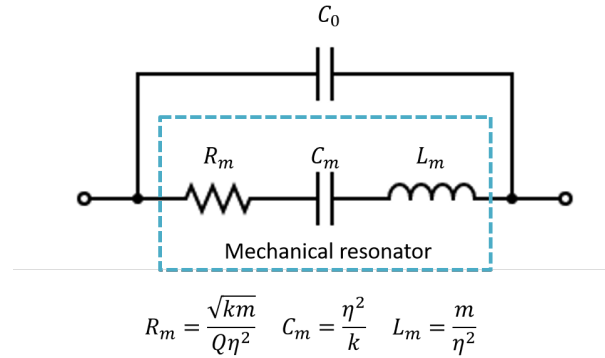 C₀
Rₘ Cₘ Lₘ
Mechanical resonator
Rₘ = √km / Qη² Cₘ = η² / k Lₘ = m / η²